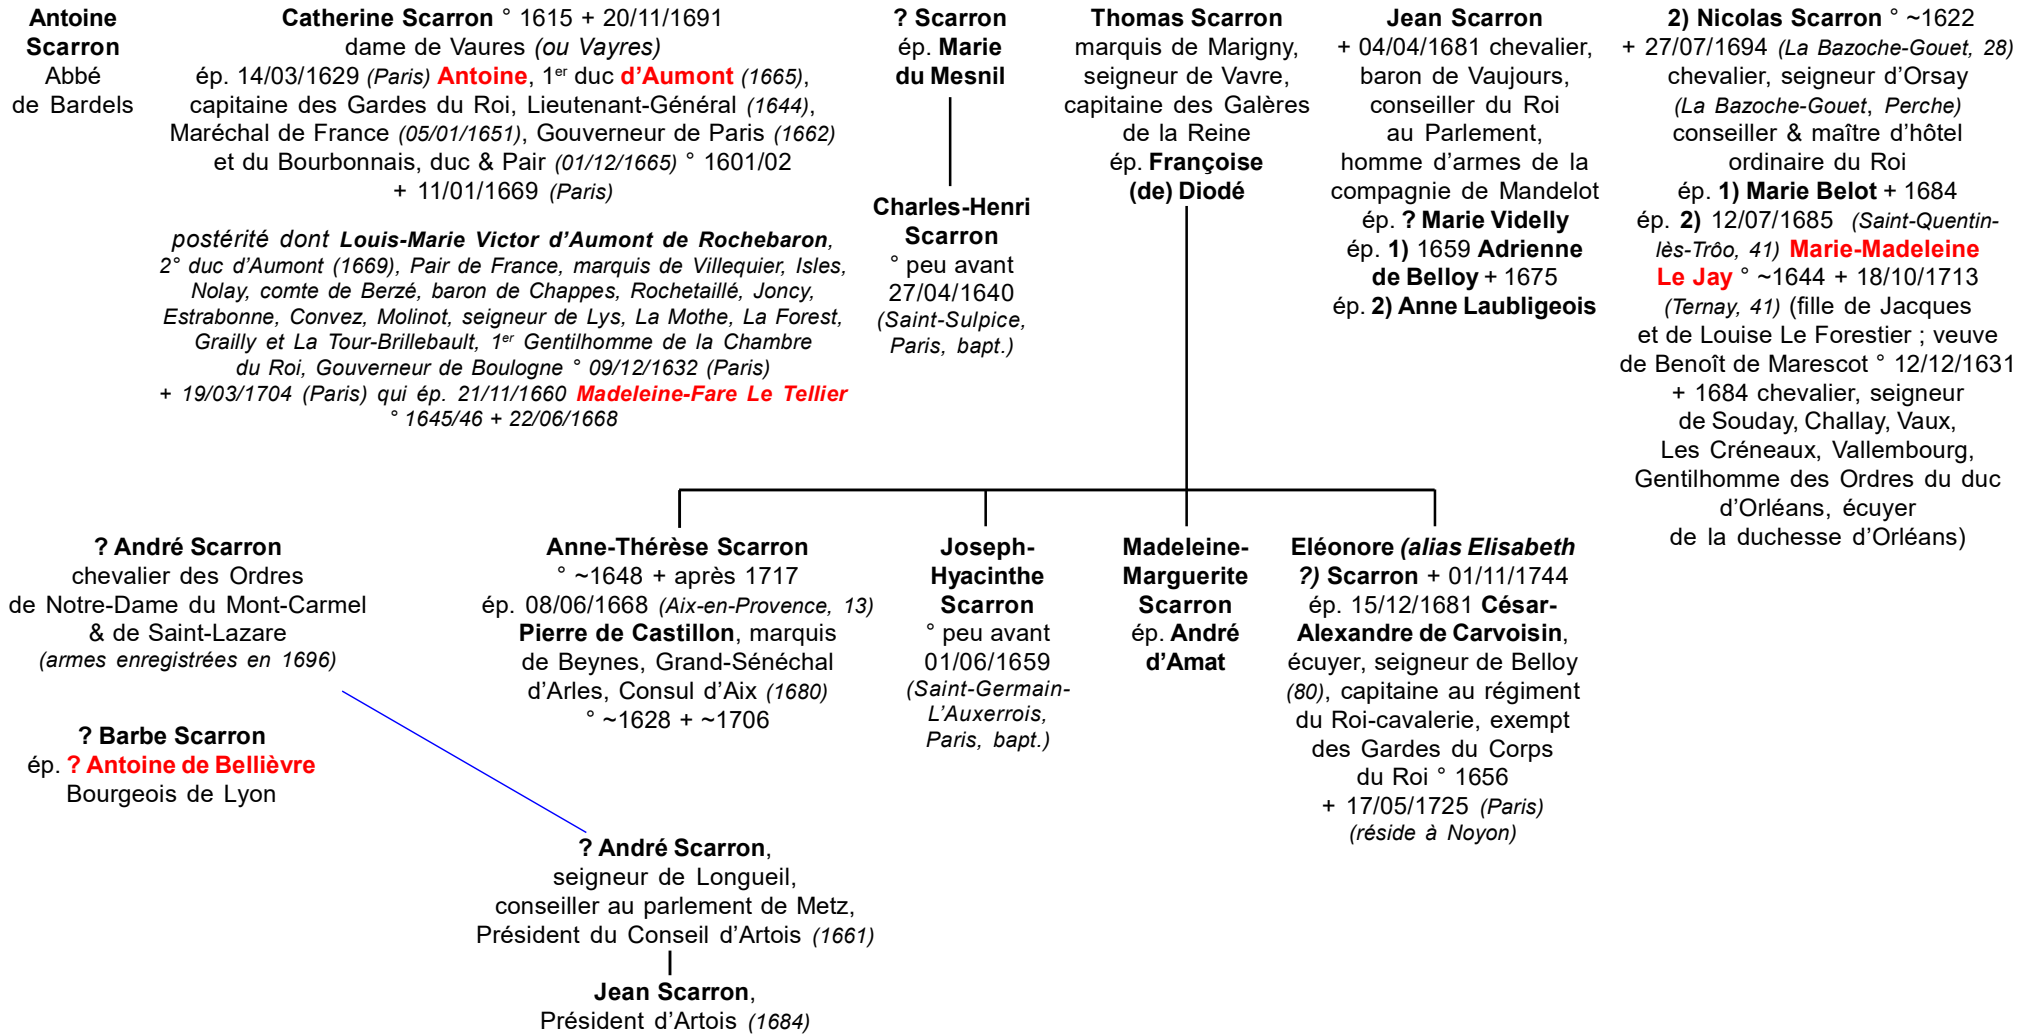 Antoine
Scarron
Abbé
de Bardels
Catherine Scarron ° 1615 + 20/11/1691
dame de Vaures (ou Vayres)
ép. 14/03/1629 (Paris) Antoine, 1er duc d’Aumont (1665),
capitaine des Gardes du Roi, Lieutenant-Général (1644),
Maréchal de France (05/01/1651), Gouverneur de Paris (1662)
et du Bourbonnais, duc & Pair (01/12/1665) ° 1601/02
+ 11/01/1669 (Paris)
postérité dont Louis-Marie Victor d’Aumont de Rochebaron,
2° duc d’Aumont (1669), Pair de France, marquis de Villequier, Isles,
Nolay, comte de Berzé, baron de Chappes, Rochetaillé, Joncy,
Estrabonne, Convez, Molinot, seigneur de Lys, La Mothe, La Forest,
Grailly et La Tour-Brillebault, 1er Gentilhomme de la Chambre
du Roi, Gouverneur de Boulogne ° 09/12/1632 (Paris)
+ 19/03/1704 (Paris) qui ép. 21/11/1660 Madeleine-Fare Le Tellier
° 1645/46 + 22/06/1668
? Scarron
ép. Marie
du Mesnil
Charles-Henri
Scarron
° peu avant
27/04/1640
(Saint-Sulpice,
Paris, bapt.)
Thomas Scarron
marquis de Marigny,
seigneur de Vavre,
capitaine des Galères
de la Reine
ép. Françoise
(de) Diodé
Jean Scarron
+ 04/04/1681 chevalier,
baron de Vaujours,
conseiller du Roi
au Parlement,
homme d’armes de la
compagnie de Mandelot
ép. ? Marie Videlly
ép. 1) 1659 Adrienne
de Belloy + 1675
ép. 2) Anne Laubligeois
2) Nicolas Scarron ° ~1622
+ 27/07/1694 (La Bazoche-Gouet, 28)
chevalier, seigneur d’Orsay
(La Bazoche-Gouet, Perche)
conseiller & maître d’hôtel
ordinaire du Roi
ép. 1) Marie Belot + 1684
ép. 2) 12/07/1685 (Saint-Quentin-
lès-Trôo, 41) Marie-Madeleine
Le Jay ° ~1644 + 18/10/1713
(Ternay, 41) (fille de Jacques
et de Louise Le Forestier ; veuve
de Benoît de Marescot ° 12/12/1631
+ 1684 chevalier, seigneur
de Souday, Challay, Vaux,
Les Créneaux, Vallembourg,
Gentilhomme des Ordres du duc
d’Orléans, écuyer
de la duchesse d’Orléans)
? André Scarron
chevalier des Ordres
de Notre-Dame du Mont-Carmel
& de Saint-Lazare
(armes enregistrées en 1696)
? Barbe Scarron
ép. ? Antoine de Bellièvre
Bourgeois de Lyon
Anne-Thérèse Scarron
° ~1648 + après 1717
ép. 08/06/1668 (Aix-en-Provence, 13)
Pierre de Castillon, marquis
de Beynes, Grand-Sénéchal
d’Arles, Consul d’Aix (1680)
° ~1628 + ~1706
Joseph-
Hyacinthe
Scarron
° peu avant
01/06/1659
(Saint-Germain-
L’Auxerrois,
Paris, bapt.)
Madeleine-
Marguerite
Scarron
ép. André
d’Amat
Eléonore (alias Elisabeth
?) Scarron + 01/11/1744
ép. 15/12/1681 César-
Alexandre de Carvoisin,
écuyer, seigneur de Belloy
(80), capitaine au régiment
du Roi-cavalerie, exempt
des Gardes du Corps
du Roi ° 1656
+ 17/05/1725 (Paris)
(réside à Noyon)
? André Scarron,
seigneur de Longueil,
conseiller au parlement de Metz,
Président du Conseil d’Artois (1661)
Jean Scarron,
Président d’Artois (1684)